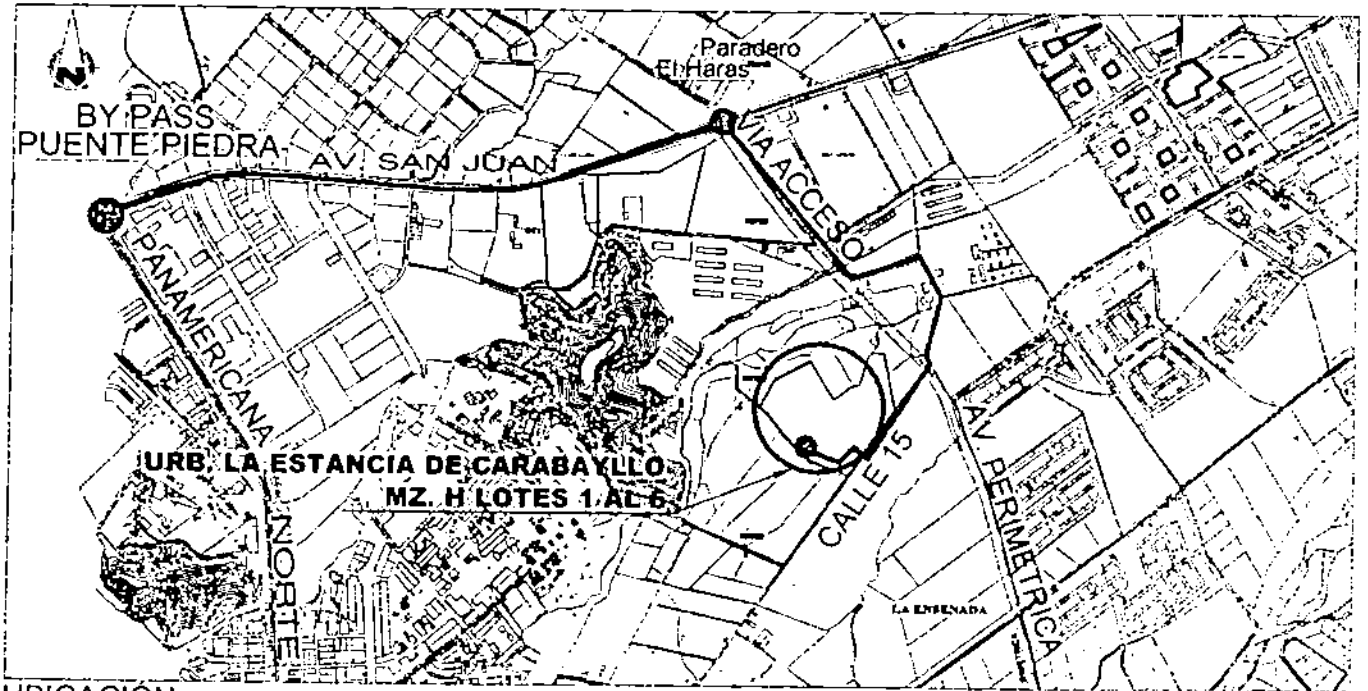 N
Paradero
El Haras
BY PASS
PUENTE PIEDRA
AV. SAN JUAN
VIA ACCESO
PANAMERICANA NORTE
URB. LA ESTANCIA DE CARABAYLLO
MZ. H LOTES 1 AL 6
CALLE 15
AV PERIMETRICA
LA ENSENADA
UBICACIÓN